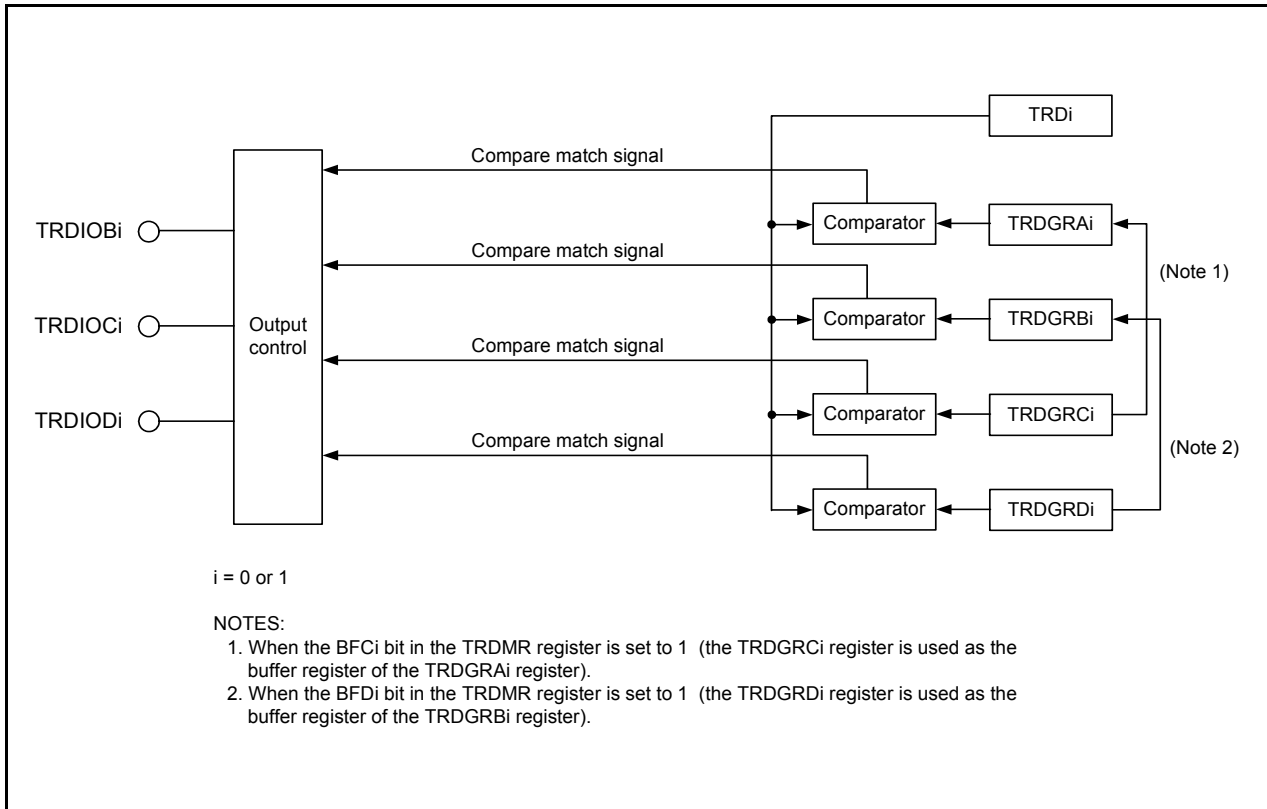 TRDi
Compare match signal
Comparator
TRDGRAi
TRDIOBi
Compare match signal
(Note 1)
Comparator
TRDGRBi
TRDIOCi
Output
control
Compare match signal
Comparator
TRDGRCi
TRDIODi
Compare match signal
(Note 2)
Comparator
TRDGRDi
i = 0 or 1
NOTES:
1. When the BFCi bit in the TRDMR register is set to 1 (the TRDGRCi register is used as the
buffer register of the TRDGRAi register).
2. When the BFDi bit in the TRDMR register is set to 1 (the TRDGRDi register is used as the
buffer register of the TRDGRBi register).